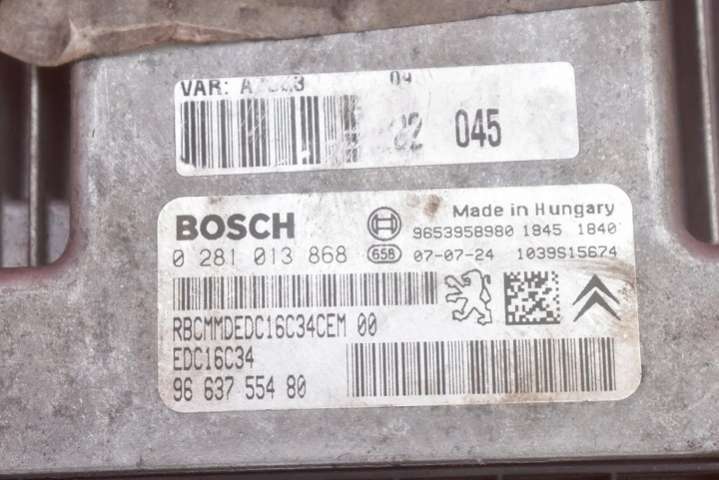 VAR:
045
BOSCH
Made in Hungary
9653958980 1845 1840
0 281 013 868
658
07-07-24 1039S15674
RBCMMDEDC16C34CEM 00
EDC16C34
96 637 554 80